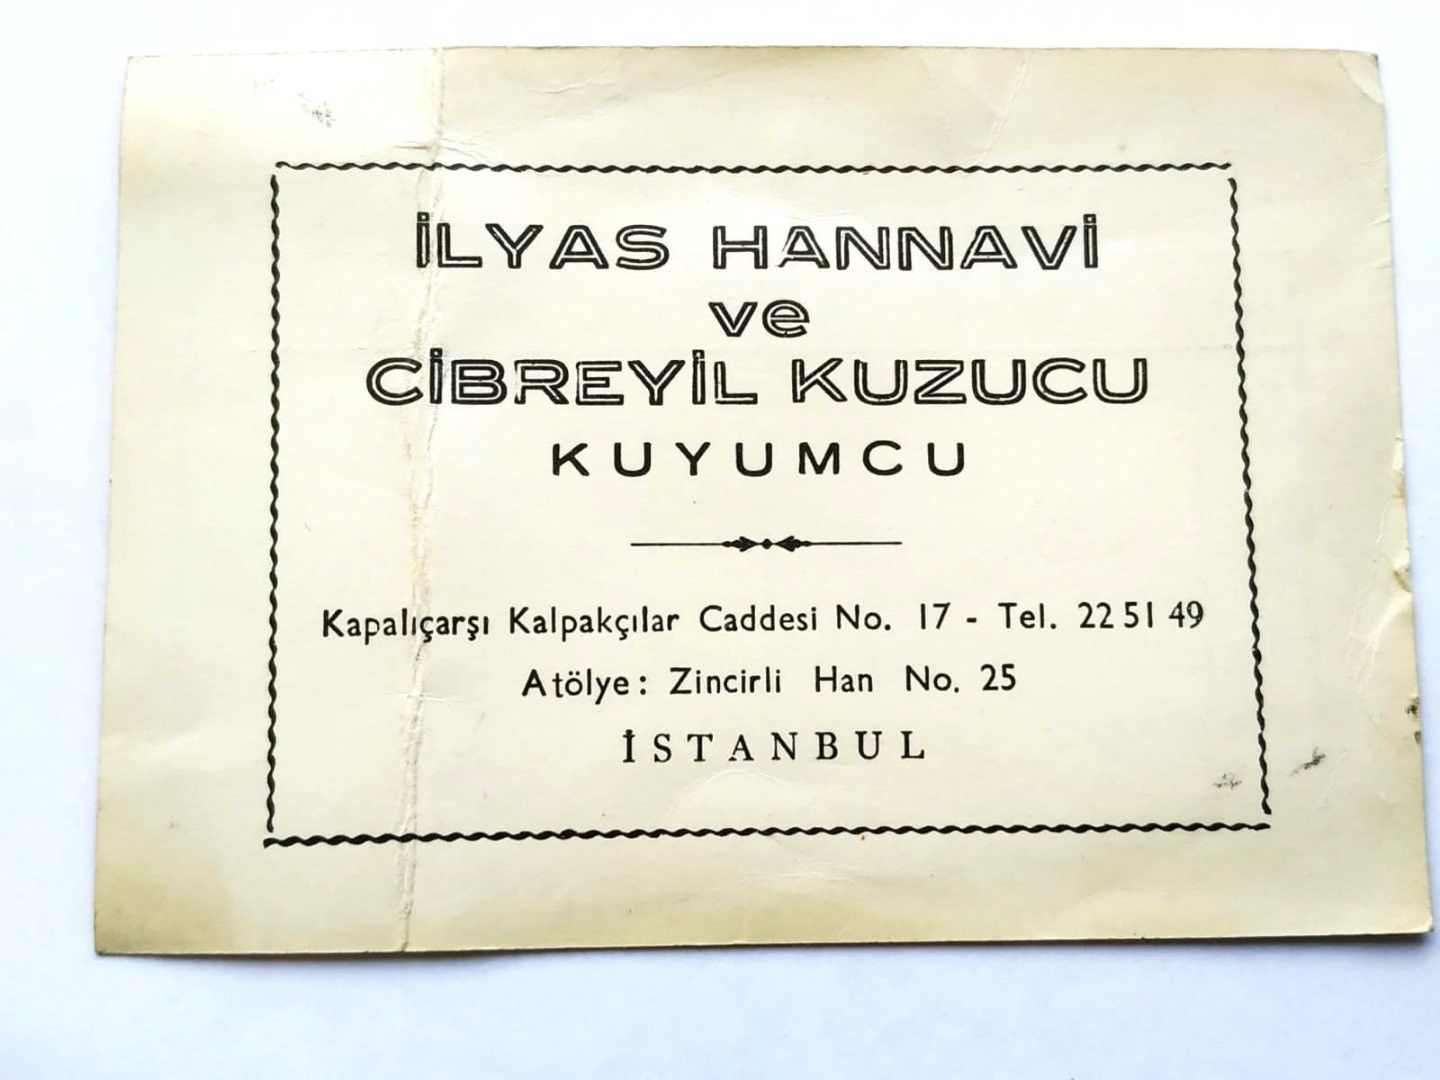 İLYAS HANNAVİ
ve
CİBREYİL KUZUCU
KUYUMCU
Kapalıçarşı Kalpakçılar Caddesi No. 17 - Tel. 22 51 49
Atölye: Zincirli Han No. 25
İSTANBUL